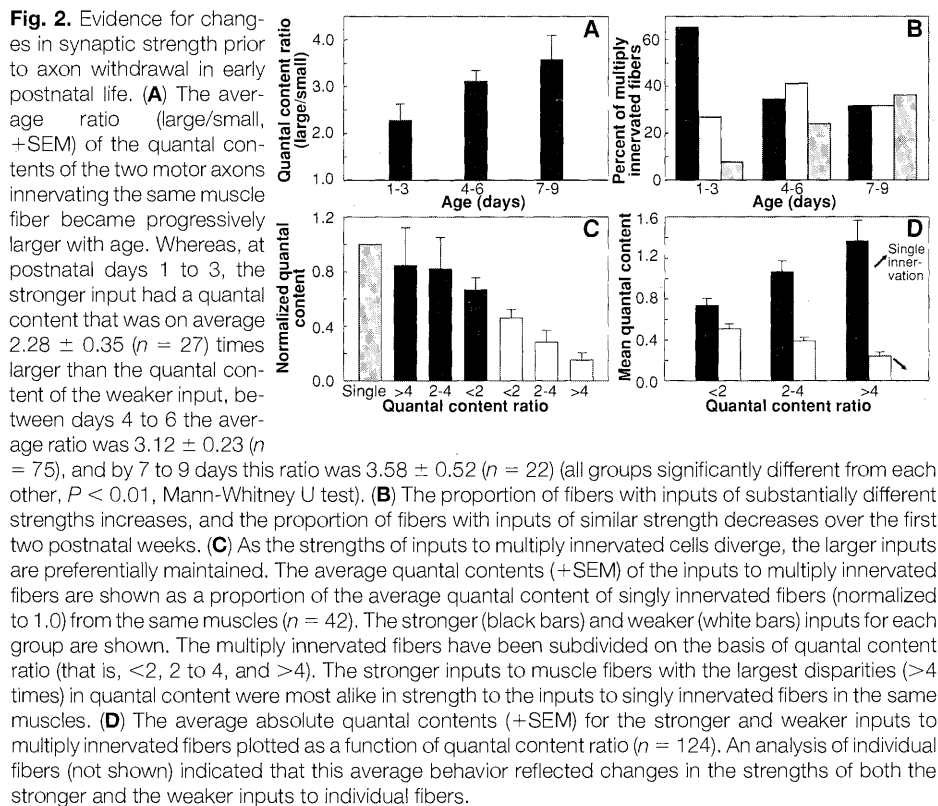 Fig. 2. Evidence for chang-
es in synaptic strength prior
to axon withdrawal in early
postnatal life. (A) The aver-
age ratio (large/small,
+SEM) of the quantal con-
tents of the two motor axons
innervating the same muscle
fiber became progressively
larger with age. Whereas, at
postnatal days 1 to 3, the
stronger input had a quantal
content that was on average
2.28 ± 0.35 (n = 27) times
larger than the quantal con-
tent of the weaker input, be-
tween days 4 to 6 the aver-
age ratio was 3.12 ± 0.23 (n
A
Quantal content ratio
(large/small)
4.0
3.0
2.0
1.0
1-3 4-6 7-9
Age (days)
B
Percent of multiply
innervated fibers
60
40
20
0
1-3 4-6 7-9
Age (days)
C
Normalized quantal
content
1.2
0.8
0.4
0.0
Single >4 2-4 <2 <2 2-4 >4
Quantal content ratio
D
Mean quantal content
1.6
1.2
0.8
0.4
0.0
Single
inner-
vation
<2 2-4 >4
Quantal content ratio
= 75), and by 7 to 9 days this ratio was 3.58 ± 0.52 (n = 22) (all groups significantly different from each
other, P < 0.01, Mann-Whitney U test). (B) The proportion of fibers with inputs of substantially different
strengths increases, and the proportion of fibers with inputs of similar strength decreases over the first
two postnatal weeks. (C) As the strengths of inputs to multiply innervated cells diverge, the larger inputs
are preferentially maintained. The average quantal contents (+SEM) of the inputs to multiply innervated
fibers are shown as a proportion of the average quantal content of singly innervated fibers (normalized
to 1.0) from the same muscles (n = 42). The stronger (black bars) and weaker (white bars) inputs for each
group are shown. The multiply innervated fibers have been subdivided on the basis of quantal content
ratio (that is, <2, 2 to 4, and >4). The stronger inputs to muscle fibers with the largest disparities (>4
times) in quantal content were most alike in strength to the inputs to singly innervated fibers in the same
muscles. (D) The average absolute quantal contents (+SEM) for the stronger and weaker inputs to
multiply innervated fibers plotted as a function of quantal content ratio (n = 124). An analysis of individual
fibers (not shown) indicated that this average behavior reflected changes in the strengths of both the
stronger and the weaker inputs to individual fibers.